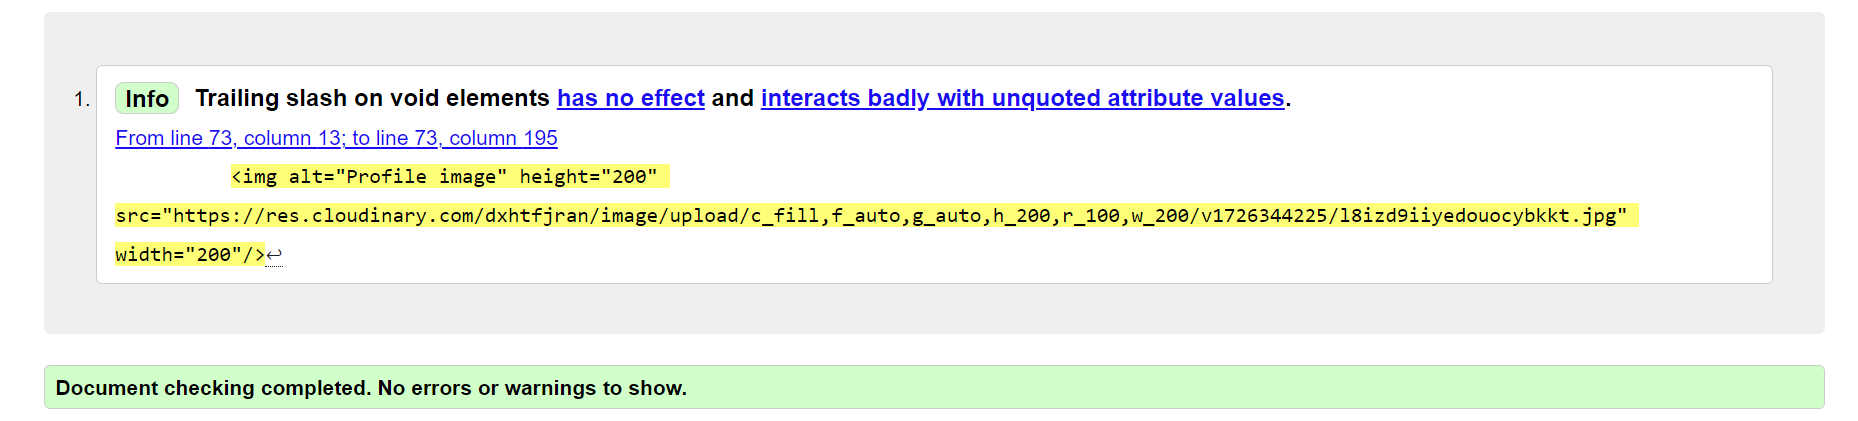 1. Info Trailing slash on void elements has no effect and interacts badly with unquoted attribute values.
From line 73, column 13; to line 73, column 195
<img alt="Profile image" height="200"
src="https://res.cloudinary.com/dxhtfjran/image/upload/c_fill,f_auto,g_auto,h_200,r_100,w_200/v1726344225/l8izd9iiyedouocybkkt.jpg"
width="200"/>↩
Document checking completed. No errors or warnings to show.